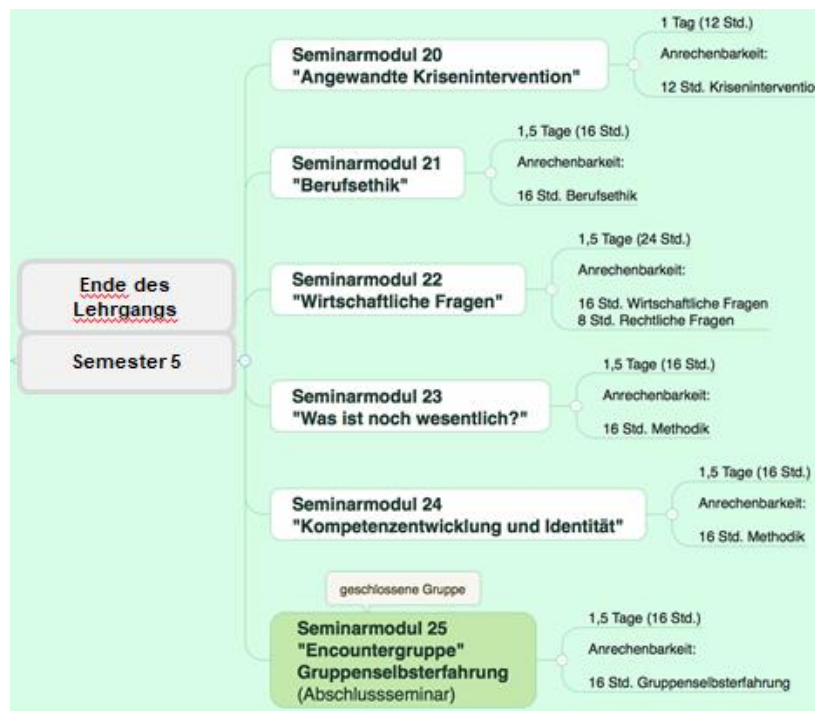 Ende des
Lehrgangs
Semester 5
Seminarmodul 20
"Angewandte Krisenintervention"
1 Tag (12 Std.)
Anrechenbarkeit:
12 Std. Kriseninterventio
Seminarmodul 21
"Berufsethik"
1,5 Tage (16 Std.)
Anrechenbarkeit:
16 Std. Berufsethik
Seminarmodul 22
"Wirtschaftliche Fragen"
1,5 Tage (24 Std.)
Anrechenbarkeit:
16 Std. Wirtschaftliche Fragen
8 Std. Rechtliche Fragen
Seminarmodul 23
"Was ist noch wesentlich?"
1,5 Tage (16 Std.)
Anrechenbarkeit:
16 Std. Methodik
Seminarmodul 24
"Kompetenzentwicklung und Identität"
1,5 Tage (16 Std.)
Anrechenbarkeit:
16 Std. Methodik
geschlossene Gruppe
Seminarmodul 25
"Encountergruppe"
Gruppenselbsterfahrung
(Abschlussseminar)
1,5 Tage (16 Std.)
Anrechenbarkeit:
16 Std. Gruppenselbsterfahrung